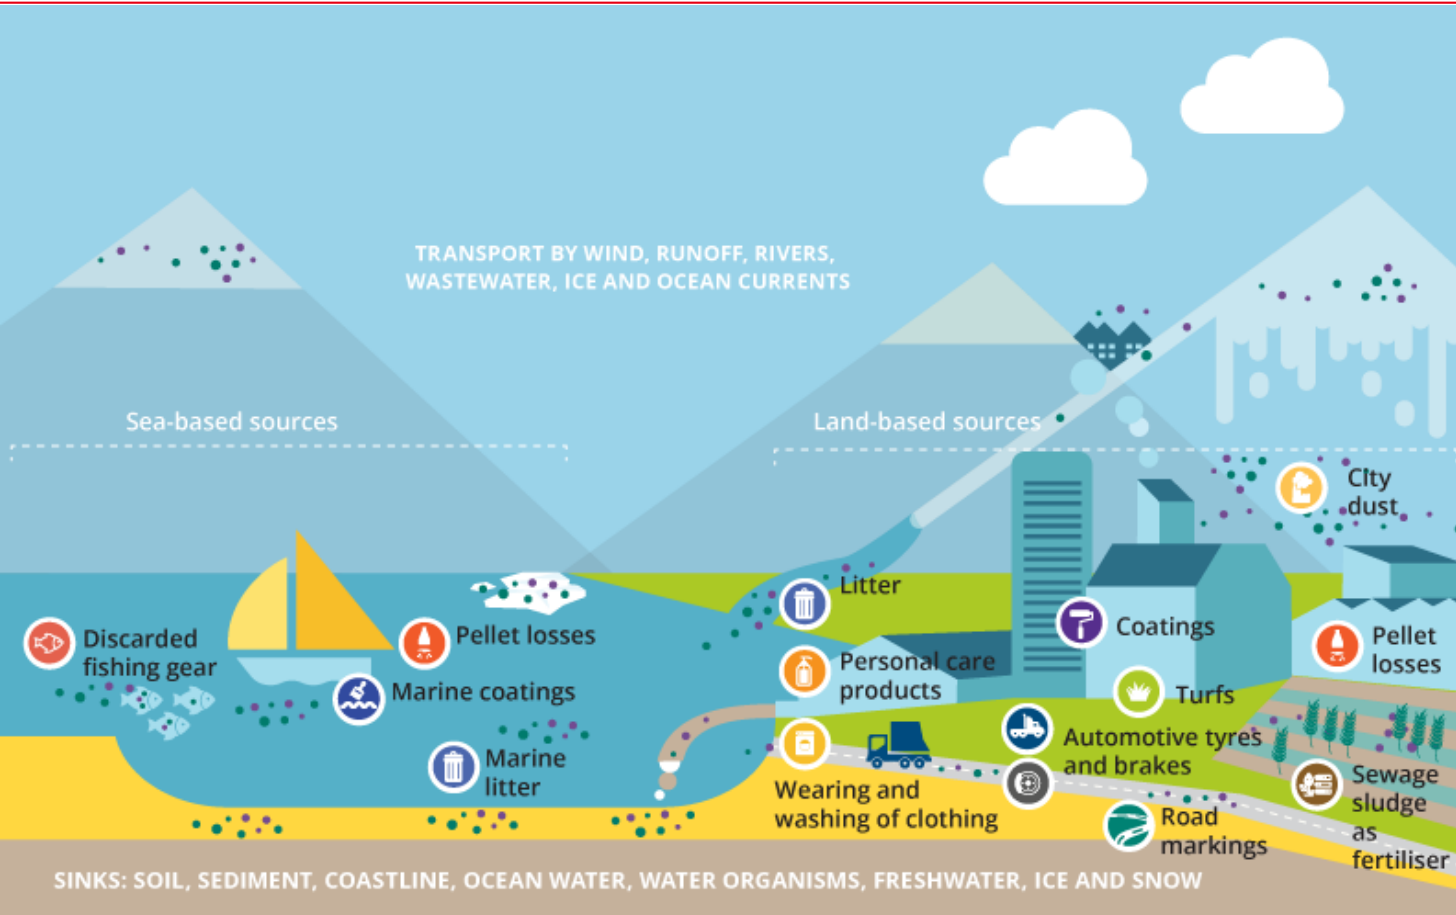 TRANSPORT BY WIND, RUNOFF, RIVERS,
WASTEWATER, ICE AND OCEAN CURRENTS
Sea-based sources
Land-based sources
City
dust
Litter
Discarded
fishing gear
Pellet losses
Coatings
Pellet
losses
Personal care
products
Marine coatings
Turfs
Automotive tyres
and brakes
Marine
litter
Wearing and
washing of clothing
Sewage
sludge
as
fertiliser
Road
markings
SINKS: SOIL, SEDIMENT, COASTLINE, OCEAN WATER, WATER ORGANISMS, FRESHWATER, ICE AND SNOW